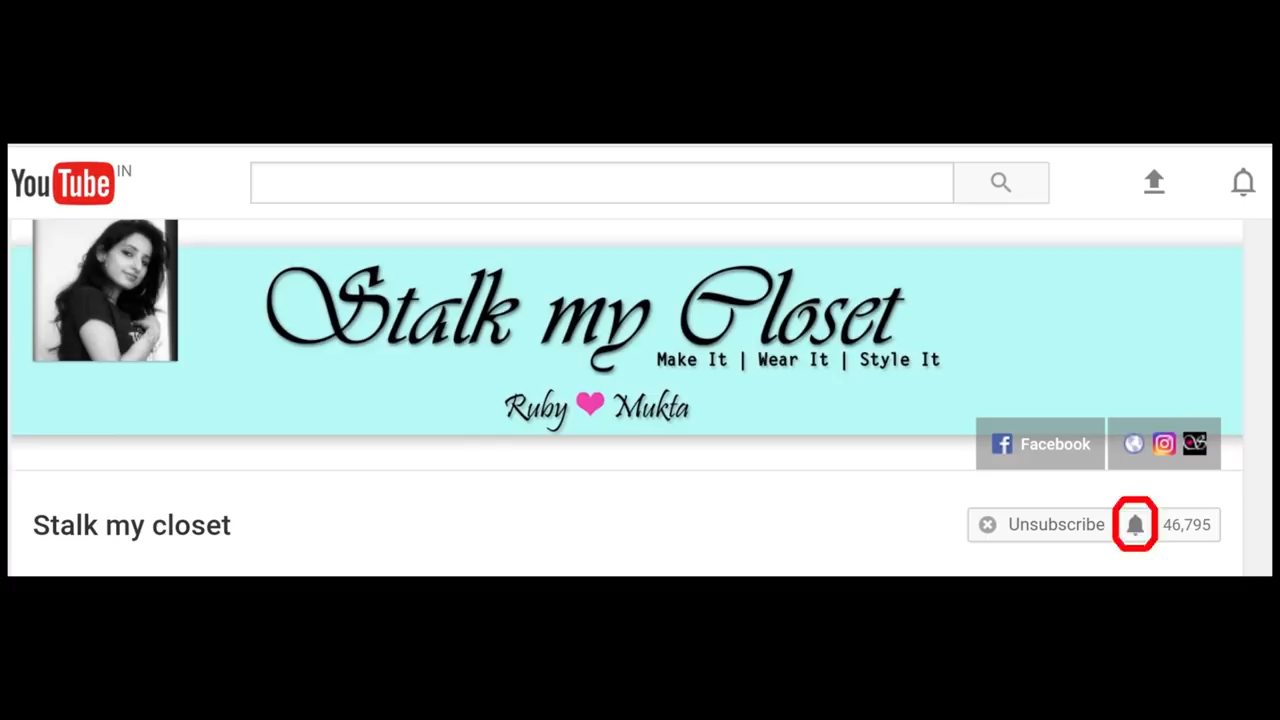 YouTube IN
Stalk my Closet
Make It | Wear It | Style It
Ruby ❤ Mukta
Facebook
Stalk my closet
Unsubscribe 46,795